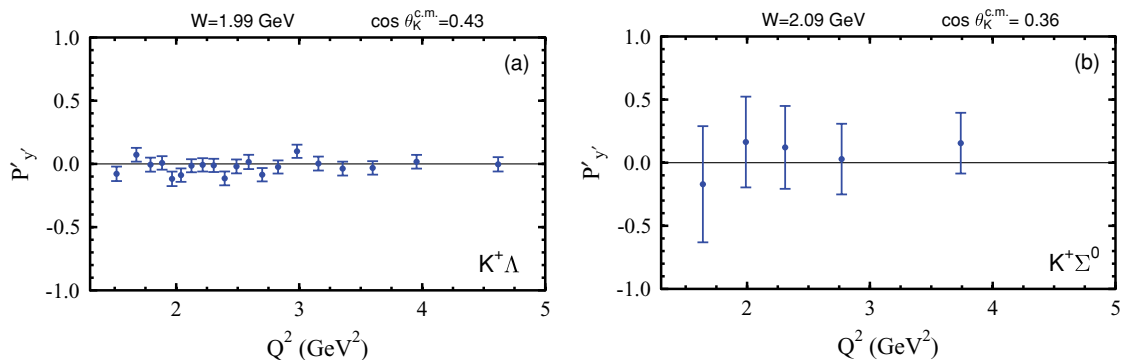 W=1.99 GeV cos θ_K^c.m.=0.43
1.0
0.5
0.0
-0.5
-1.0
P′y′
(a)
K⁺Λ
2 3 4 5
Q² (GeV²)
W=2.09 GeV cos θ_K^c.m.= 0.36
1.0
0.5
0.0
-0.5
-1.0
P′y′
(b)
K⁺Σ⁰
2 3 4 5
Q² (GeV²)